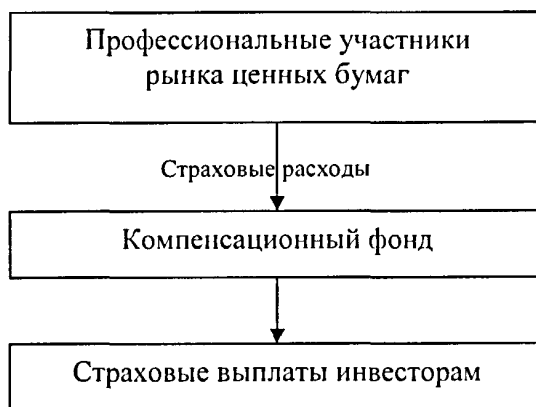 Профессиональные участники
рынка ценных бумаг
Страховые расходы
Компенсационный фонд
Страховые выплаты инвесторам